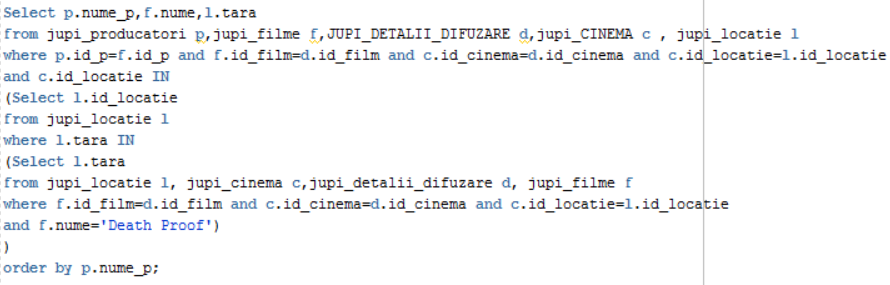 Select p.nume_p,f.nume,l.tara
from jupi_producatori p,jupi_filme f,JUPI_DETALII_DIFUZARE d,jupi_CINEMA c , jupi_locatie l
where p.id_p=f.id_p and f.id_film=d.id_film and c.id_cinema=d.id_cinema and c.id_locatie=l.id_locatie
and c.id_locatie IN
(Select l.id_locatie
from jupi_locatie l
where l.tara IN
(Select l.tara
from jupi_locatie l, jupi_cinema c,jupi_detalii_difuzare d, jupi_filme f
where f.id_film=d.id_film and c.id_cinema=d.id_cinema and c.id_locatie=l.id_locatie
and f.nume='Death Proof')
)
order by p.nume_p;